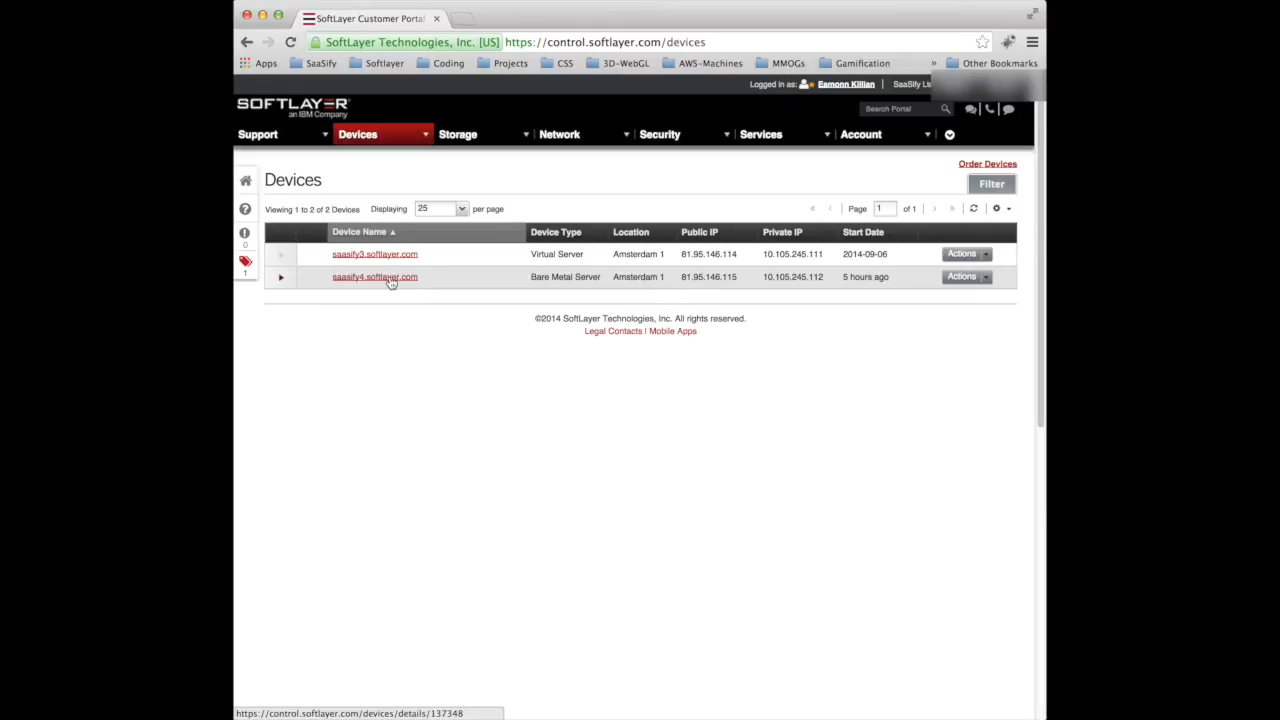 SoftLayer Customer Portal
SoftLayer Technologies, Inc. [US] https://control.softlayer.com/devices
Apps SaaSify Softlayer Coding Projects CSS 3D-WebGL AWS-Machines MMOGs Gamification » Other Bookmarks
Logged in as: Eamonn Killian | SaaSify
SOFTLAYER
an IBM Company
Search Portal
Support Devices Storage Network Security Services Account
Order Devices
Devices
Filter
Viewing 1 to 2 of 2 Devices Displaying 25 per page Page 1 of 1
Device Name Device Type Location Public IP Private IP Start Date
saasify3.softlayer.com Virtual Server Amsterdam 1 81.95.146.114 10.105.245.111 2014-09-06 Actions
saasify4.softlayer.com Bare Metal Server Amsterdam 1 81.95.146.115 10.105.245.112 5 hours ago Actions
0
1
©2014 SoftLayer Technologies, Inc. All rights reserved.
Legal Contacts | Mobile Apps
https://control.softlayer.com/devices/details/137348